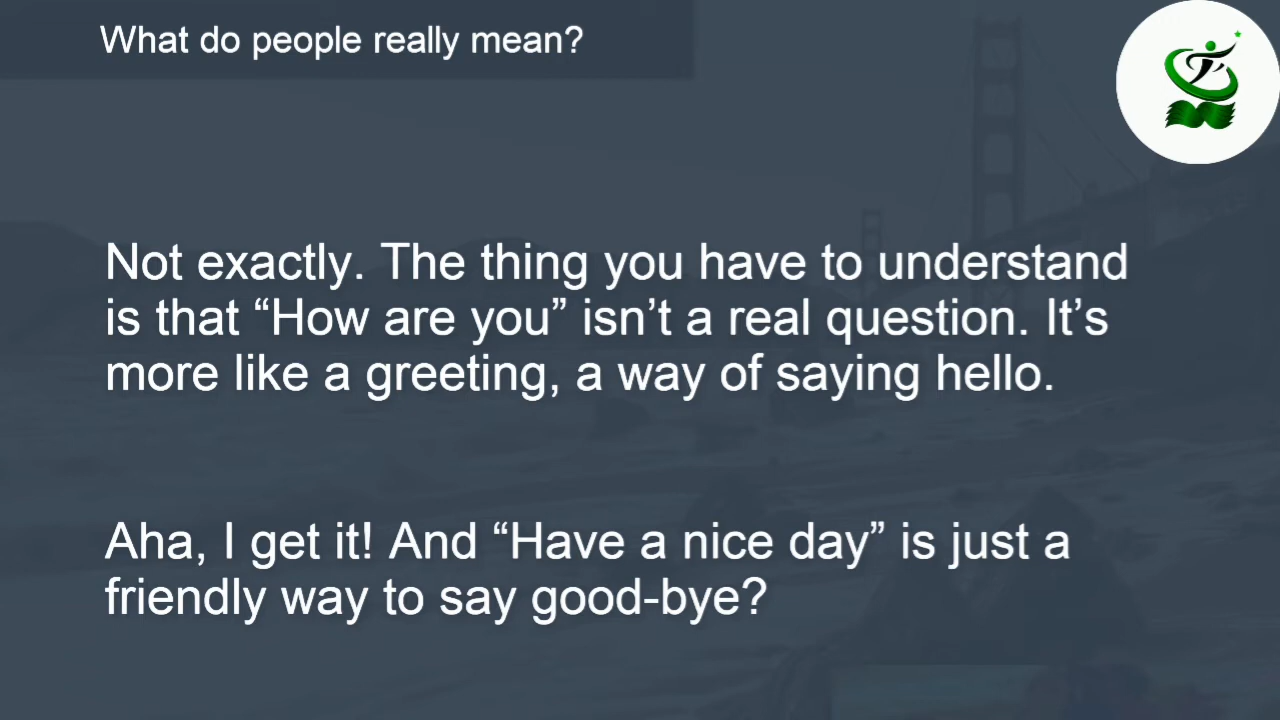 What do people really mean?
Not exactly. The thing you have to understand
is that “How are you” isn’t a real question. It’s
more like a greeting, a way of saying hello.
Aha, I get it! And “Have a nice day” is just a
friendly way to say good-bye?